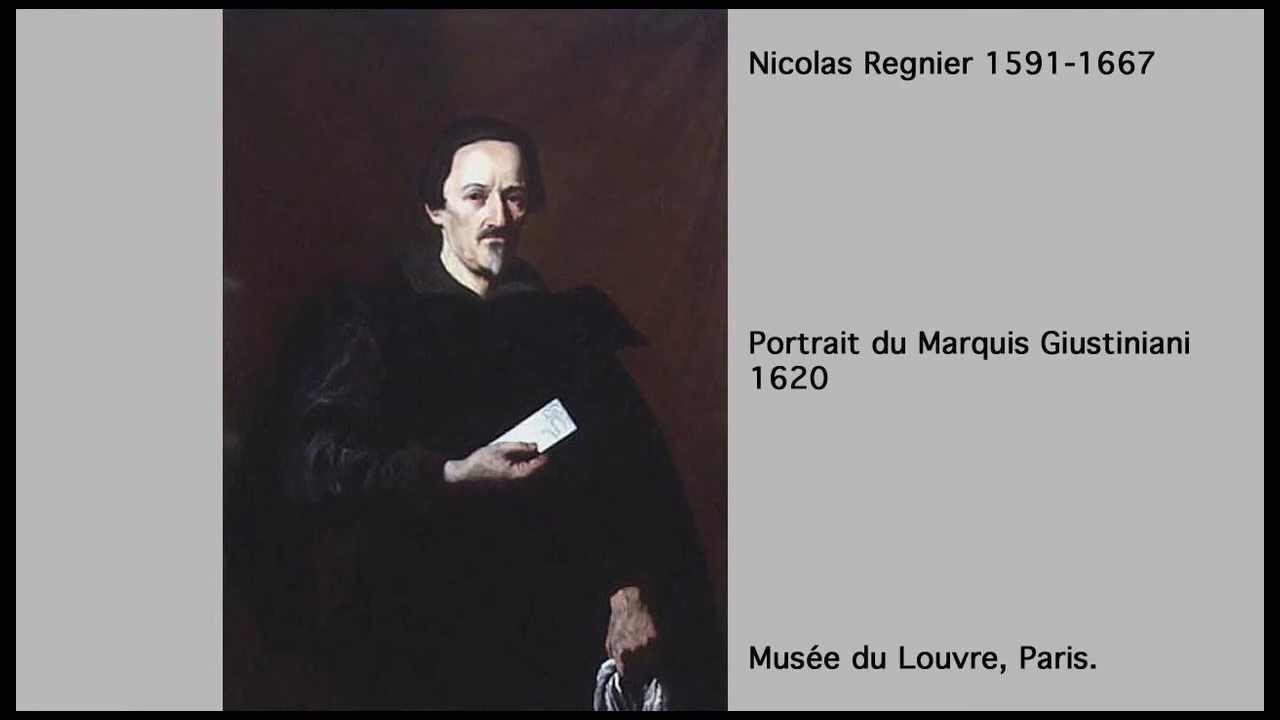 Nicolas Regnier 1591-1667
Portrait du Marquis Giustiniani
1620
Musée du Louvre, Paris.